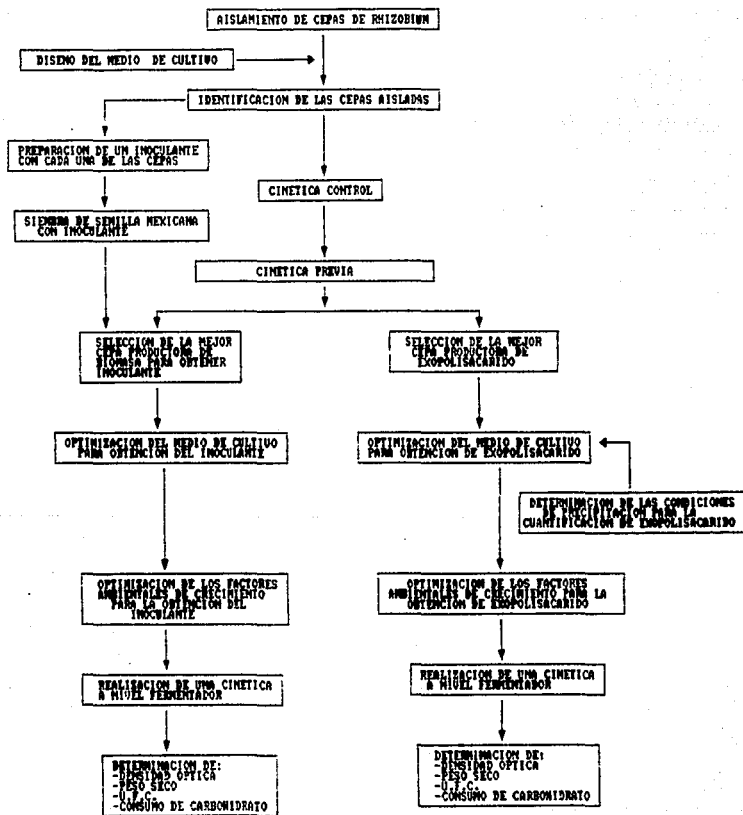 AISLAMIENTO DE CEPAS DE RHIZOBIUM
DISENO DEL MEDIO DE CULTIVO
IDENTIFICACION DE LAS CEPAS AISLADAS
PREPARACION DE UN INOCULANTE
CON CADA UNA DE LAS CEPAS
CINETICA CONTROL
SIEMBRA DE SEMILLA MEXICANA
CON INOCULANTE
CINETICA PREVIA
SELECCION DE LA MEJOR
CEPA PRODUCTORA DE
BIOMASA PARA OBTENER
INOCULANTE
SELECCION DE LA MEJOR
CEPA PRODUCTORA DE
EXOPOLISACARIDO
OPTIMIZACION DEL MEDIO DE CULTIVO
PARA OBTENCION DEL INOCULANTE
OPTIMIZACION DEL MEDIO DE CULTIVO
PARA OBTENCION DE EXOPOLISACARIDO
DETERMINACION DE LAS CONDICIONES
DE PRECIPITACION PARA LA
CUANTIFICACION DE EXOPOLISACARIDO
OPTIMIZACION DE LOS FACTORES
AMBIENTALES DE CRECIMIENTO
PARA LA OBTENCION DEL
INOCULANTE
OPTIMIZACION DE LOS FACTORES
AMBIENTALES DE CRECIMIENTO PARA LA
OBTENCION DE EXOPOLISACARIDO
REALIZACION DE UNA CINETICA
A NIVEL FERMENTADOR
REALIZACION DE UNA CINETICA
A NIVEL FERMENTADOR
DETERMINACION DE:
-DENSIDAD OPTICA
-PESO SECO
-U.F.C.
-CONSUMO DE CARBOHIDRATO
DETERMINACION DE:
-DENSIDAD OPTICA
-PESO SECO
-U.F.C.
-CONSUMO DE CARBOHIDRATO